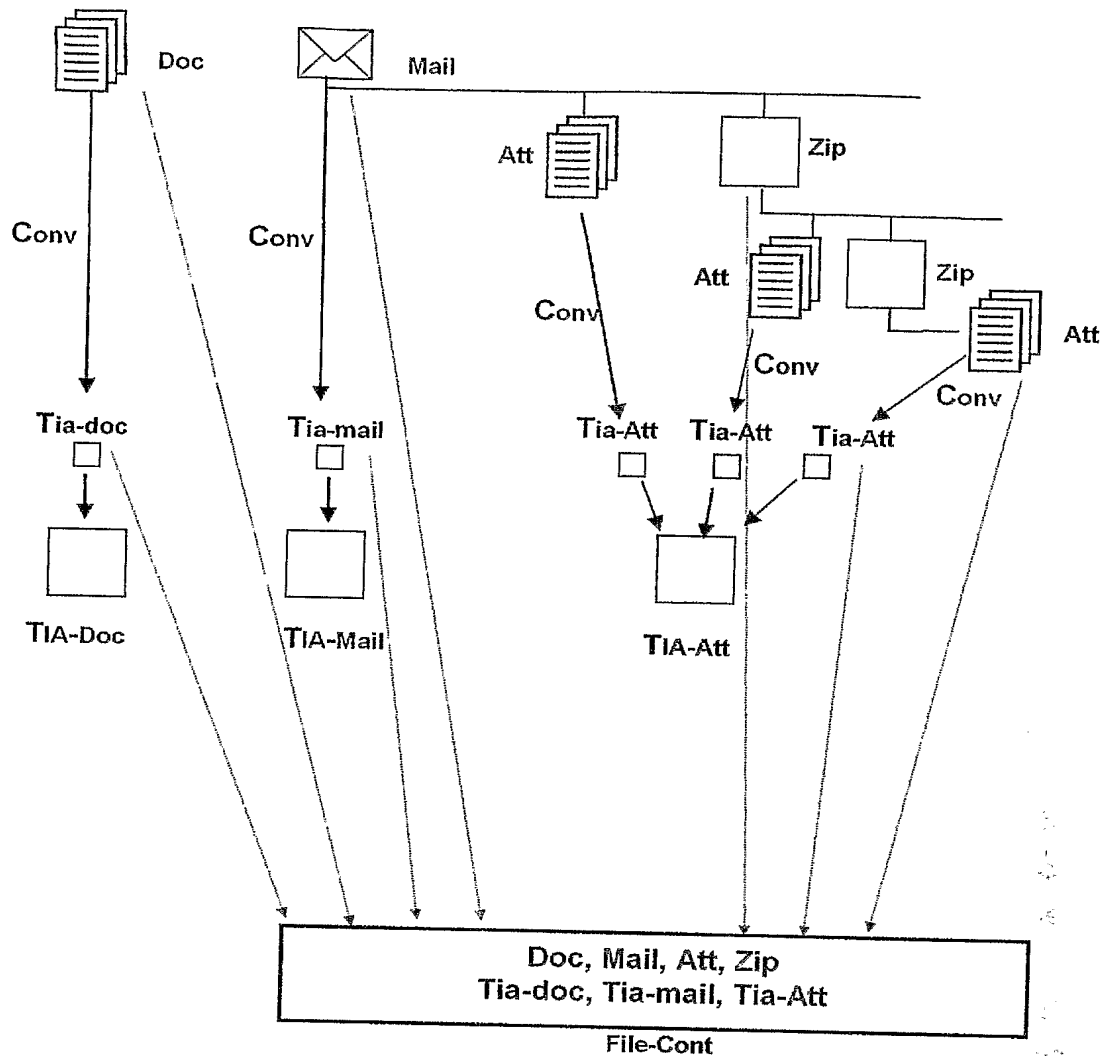 Doc
Mail
Att
Zip
Conv
Conv
Att
Zip
Conv
Att
Conv
Conv
Tia-doc
Tia-mail
Tia-Att
Tia-Att
Tia-Att
TIA-Doc
TIA-Mail
TIA-Att
Doc, Mail, Att, Zip
Tia-doc, Tia-mail, Tia-Att
File-Cont